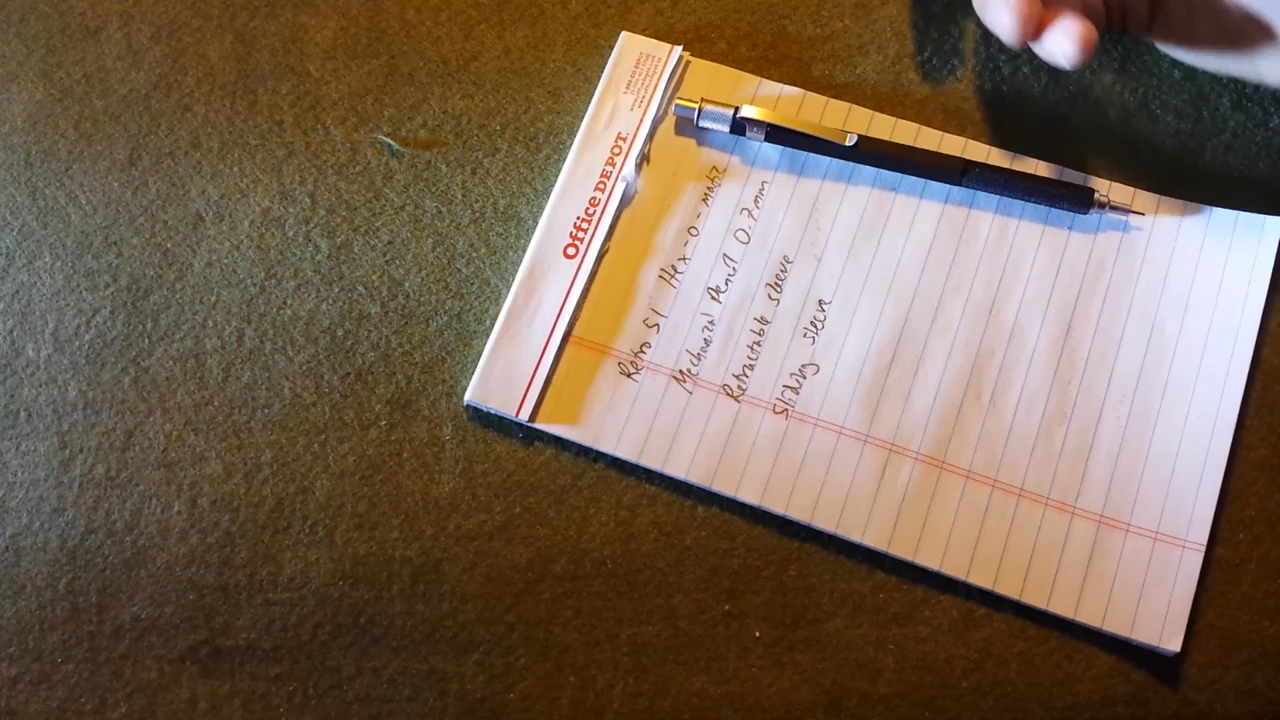 Office DEPOT
Retro 51 Hex-o-matic
Mechanical Pencil 0.7mm
Retractable sleeve
Sliding sleeve